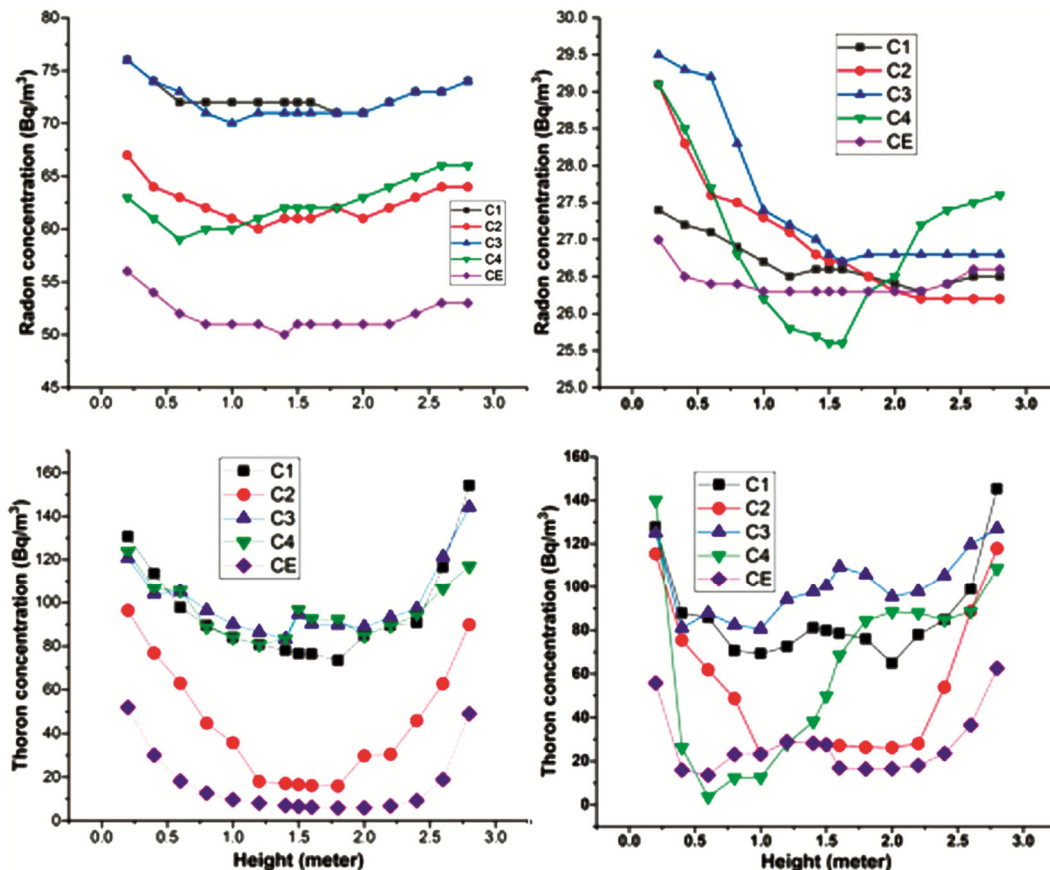 Radon concentration (Bq/m³)
80
75
70
65
60
55
50
45
0.0 0.5 1.0 1.5 2.0 2.5 3.0
C1
C2
C3
C4
CE
Radon concentration (Bq/m³)
30.0
29.5
29.0
28.5
28.0
27.5
27.0
26.5
26.0
25.5
25.0
0.0 0.5 1.0 1.5 2.0 2.5 3.0
C1
C2
C3
C4
CE
Thoron concentration (Bq/m³)
160
140
120
100
80
60
40
20
0
0.0 0.5 1.0 1.5 2.0 2.5 3.0
Height (meter)
C1
C2
C3
C4
CE
Thoron concentration (Bq/m³)
160
140
120
100
80
60
40
20
0
0.0 0.5 1.0 1.5 2.0 2.5 3.0
Height (meter)
C1
C2
C3
C4
CE